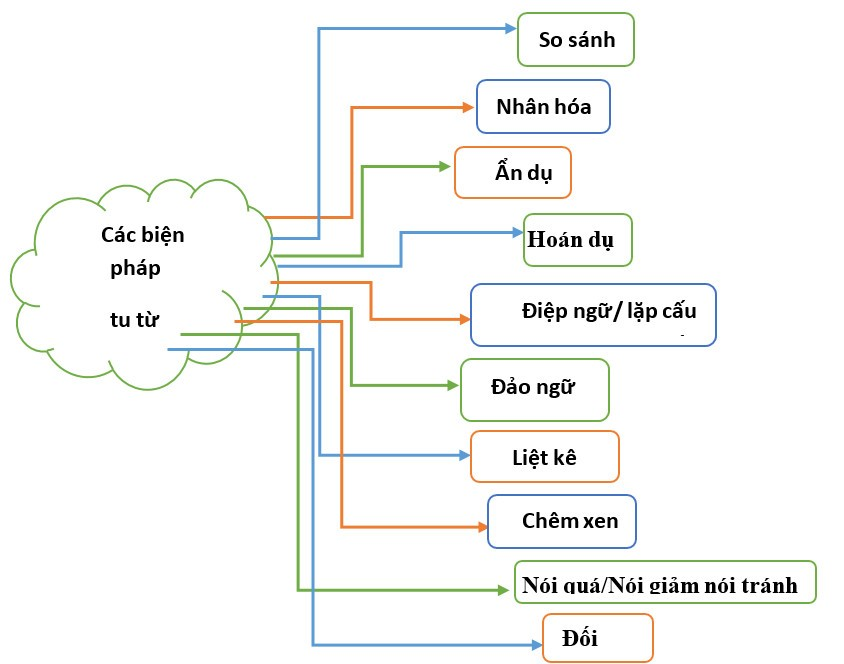 So sánh
Nhân hóa
Ẩn dụ
Hoán dụ
Các biện
pháp
tu từ
Điệp ngữ/ lặp cấu
Đảo ngữ
Liệt kê
Chêm xen
Nói quá/Nói giảm nói tránh
Đối